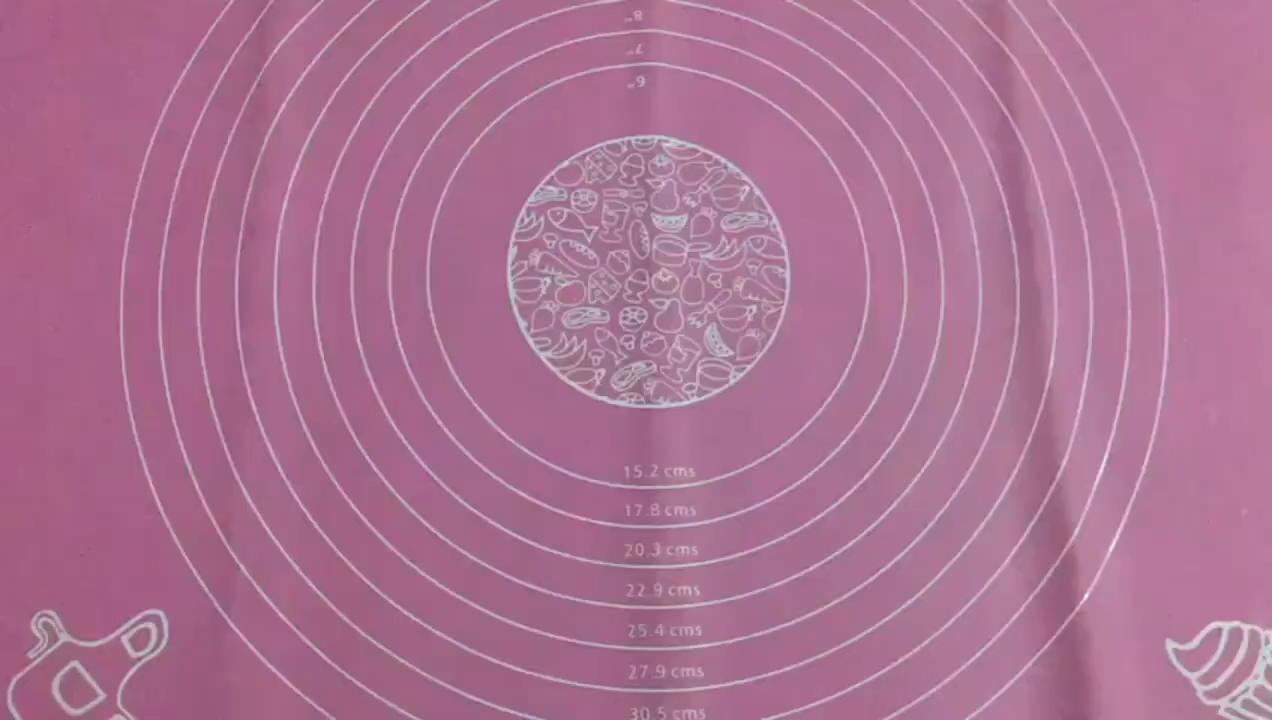 8"
7"
6"
15.2 cms
17.8 cms
20.3 cms
22.9 cms
25.4 cms
27.9 cms
30.5 cms